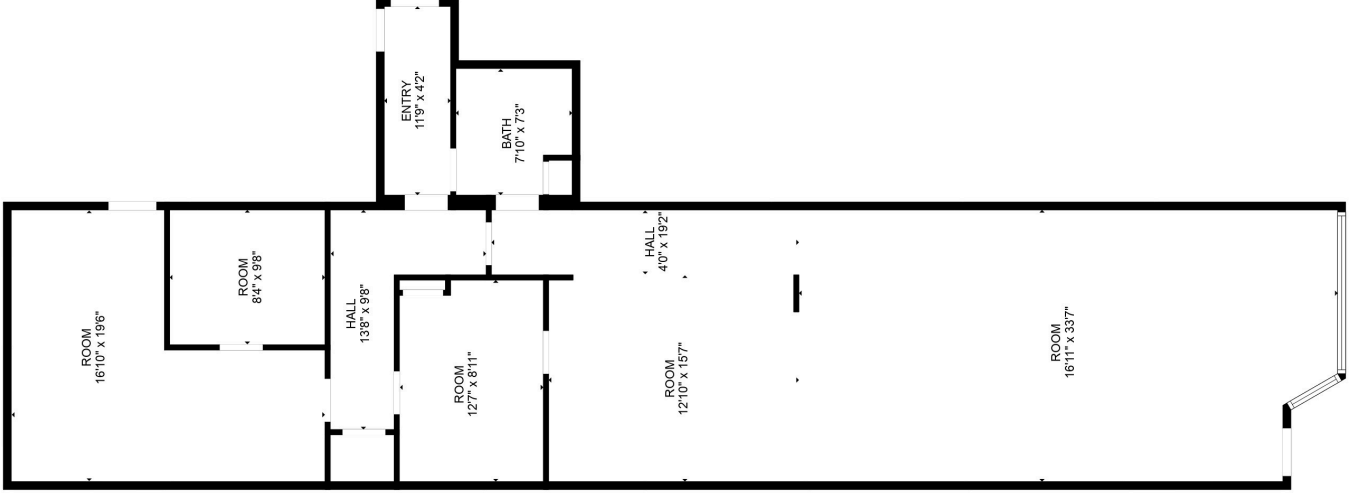 ENTRY
11'9" x 4'2"
BATH
7'10" x 7'3"
ROOM
16'10" x 19'6"
ROOM
8'4" x 9'8"
HALL
13'8" x 9'8"
ROOM
12'7" x 8'11"
HALL
4'0" x 19'2"
ROOM
12'10" x 15'7"
ROOM
16'11" x 33'7"